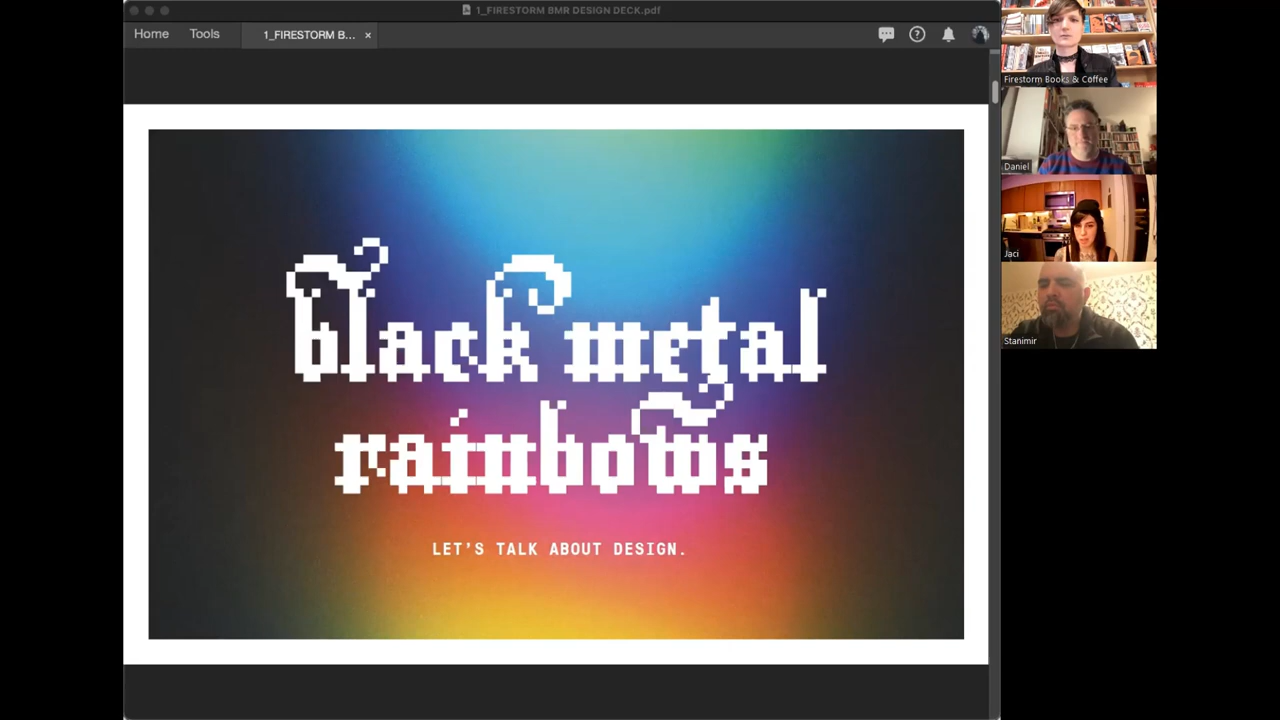 1_FIRESTORM BMR DESIGN DECK.pdf
Home Tools 1_FIRESTORM B... ×
black metal
rainbows
LET'S TALK ABOUT DESIGN.
Firestorm Books & Coffee
Daniel
Jaci
Stanimir